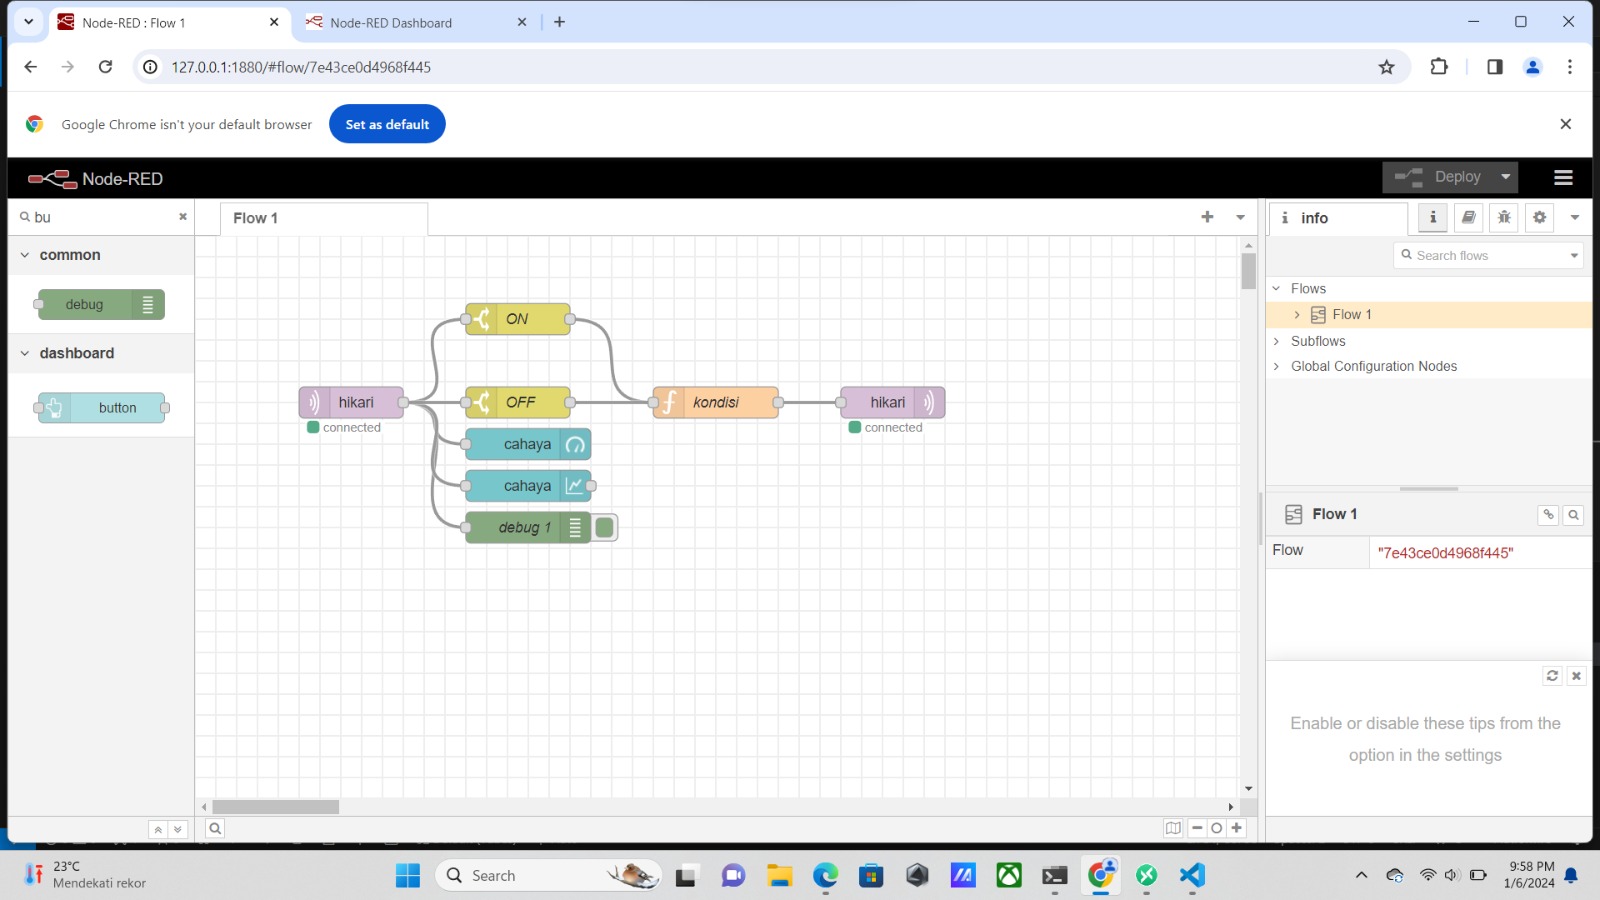 Node-RED : Flow 1
Node-RED Dashboard
127.0.0.1:1880/#flow/7e43ce0d4968f445
Google Chrome isn't your default browser
Set as default
Node-RED
Deploy
bu
Flow 1
info
common
Search flows
debug
Flows
Flow 1
Subflows
Global Configuration Nodes
dashboard
button
ON
hikari
connected
OFF
kondisi
hikari
connected
cahaya
cahaya
debug 1
Flow 1
Flow
"7e43ce0d4968f445"
Enable or disable these tips from the
option in the settings
23°C
Mendekati rekor
Search
9:58 PM
1/6/2024